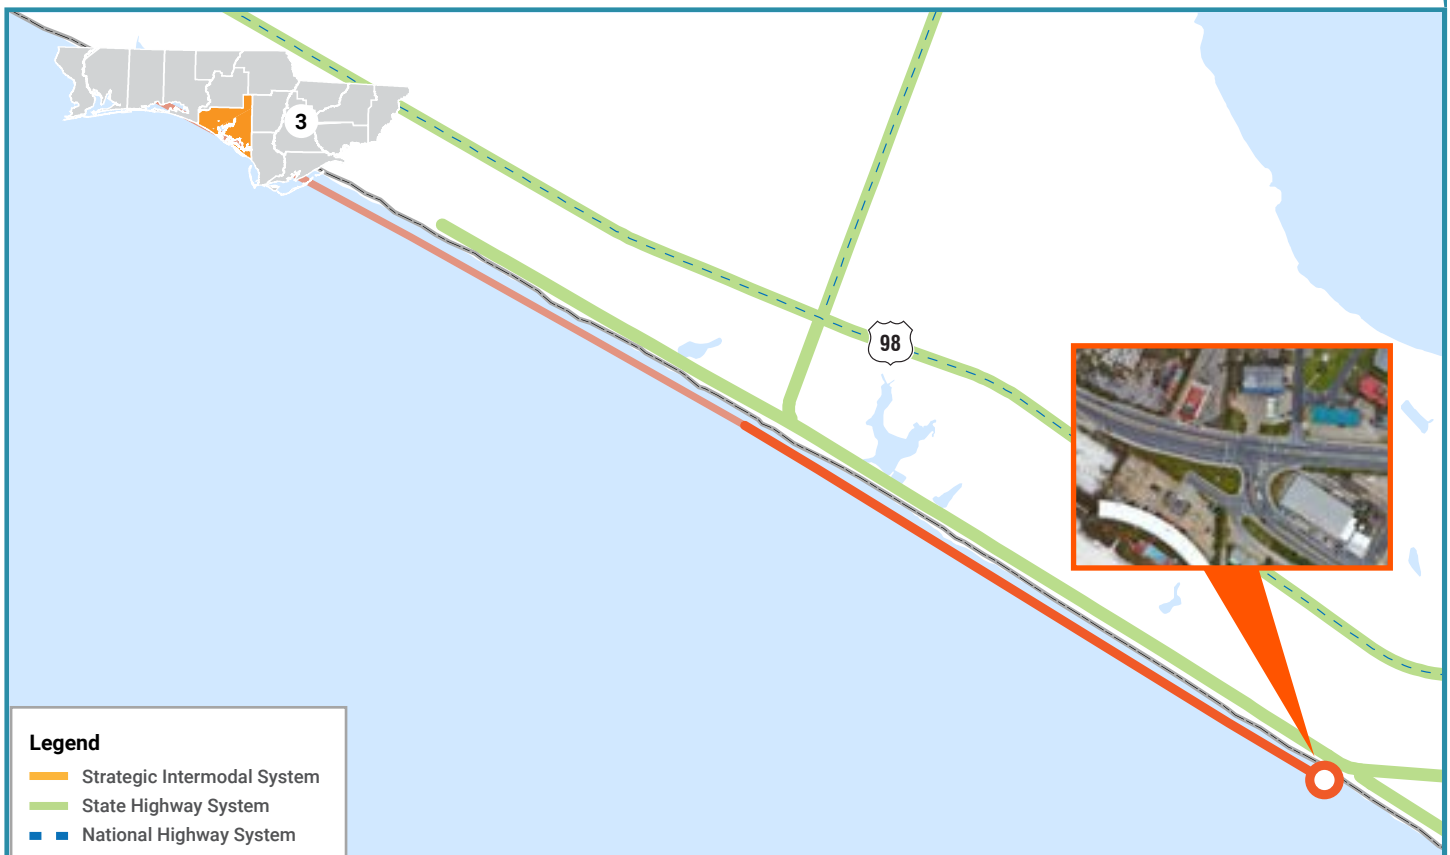 3
98
Legend
Strategic Intermodal System
State Highway System
National Highway System